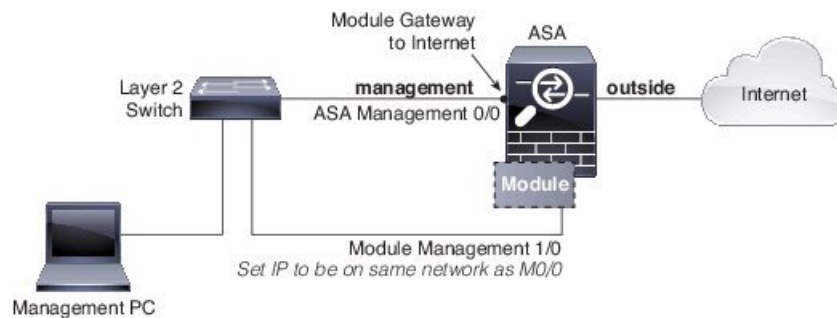 Module Gateway
to Internet
ASA
Layer 2
Switch
management
ASA Management 0/0
outside
Internet
Module
Module Management 1/0
Set IP to be on same network as M0/0
Management PC